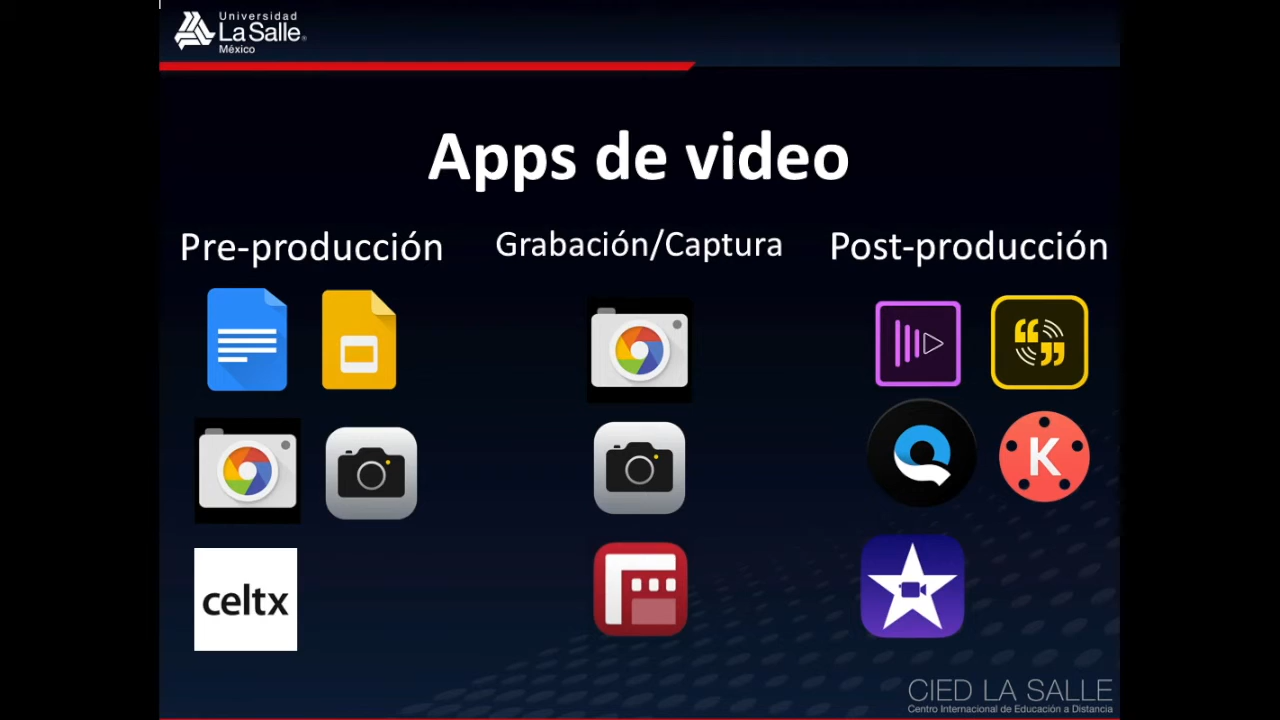 Universidad
La Salle®
México
Apps de video
Pre-producción
Grabación/Captura
Post-producción
K
celtx
CIED LA SALLE
Centro Internacional de Educación a Distancia